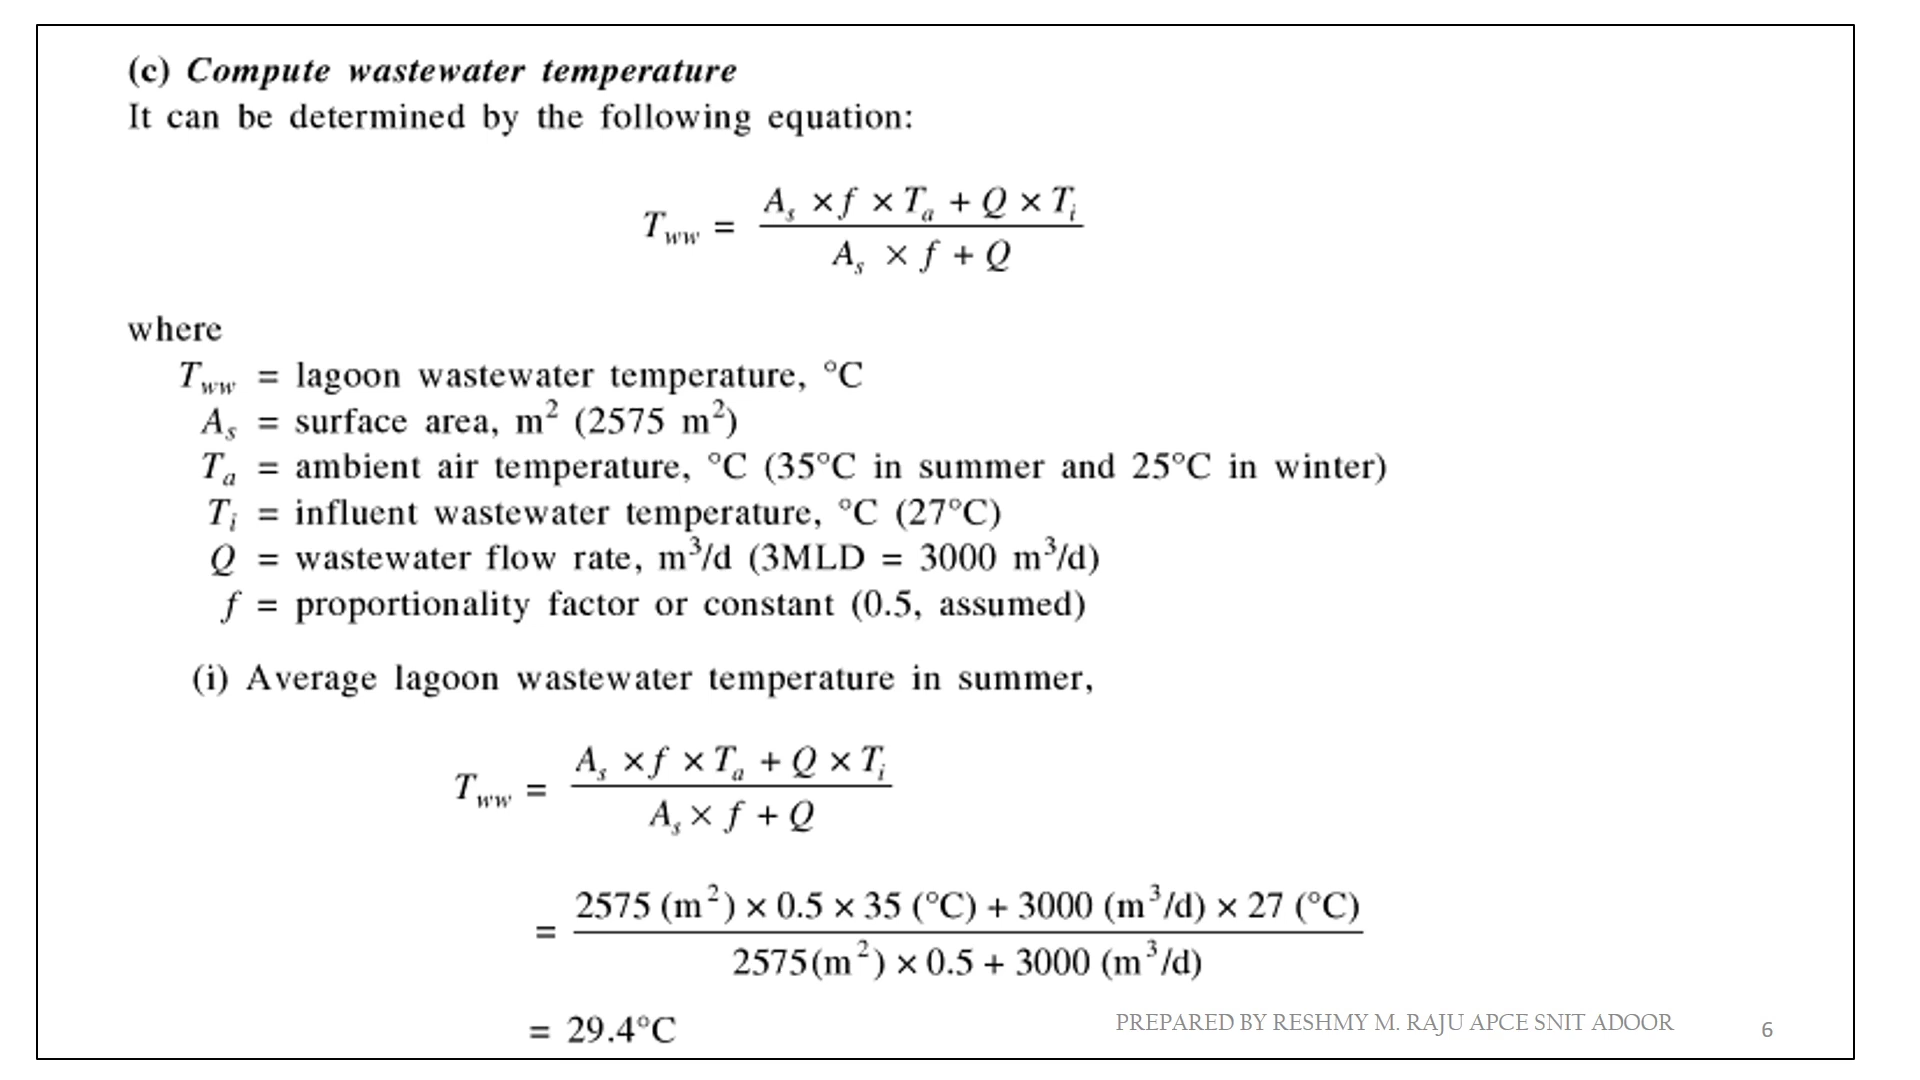 (c) Compute wastewater temperature
It can be determined by the following equation:
T_ww = (A_s × f × T_a + Q × T_i) / (A_s × f + Q)
where
T_ww = lagoon wastewater temperature, °C
A_s = surface area, m² (2575 m²)
T_a = ambient air temperature, °C (35°C in summer and 25°C in winter)
T_i = influent wastewater temperature, °C (27°C)
Q = wastewater flow rate, m³/d (3MLD = 3000 m³/d)
f = proportionality factor or constant (0.5, assumed)
(i) Average lagoon wastewater temperature in summer,
T_ww = (A_s × f × T_a + Q × T_i) / (A_s × f + Q)
= 2575 (m²) × 0.5 × 35 (°C) + 3000 (m³/d) × 27 (°C)
2575(m²) × 0.5 + 3000 (m³/d)
= 29.4°C
PREPARED BY RESHMY M. RAJU APCE SNIT ADOOR
6